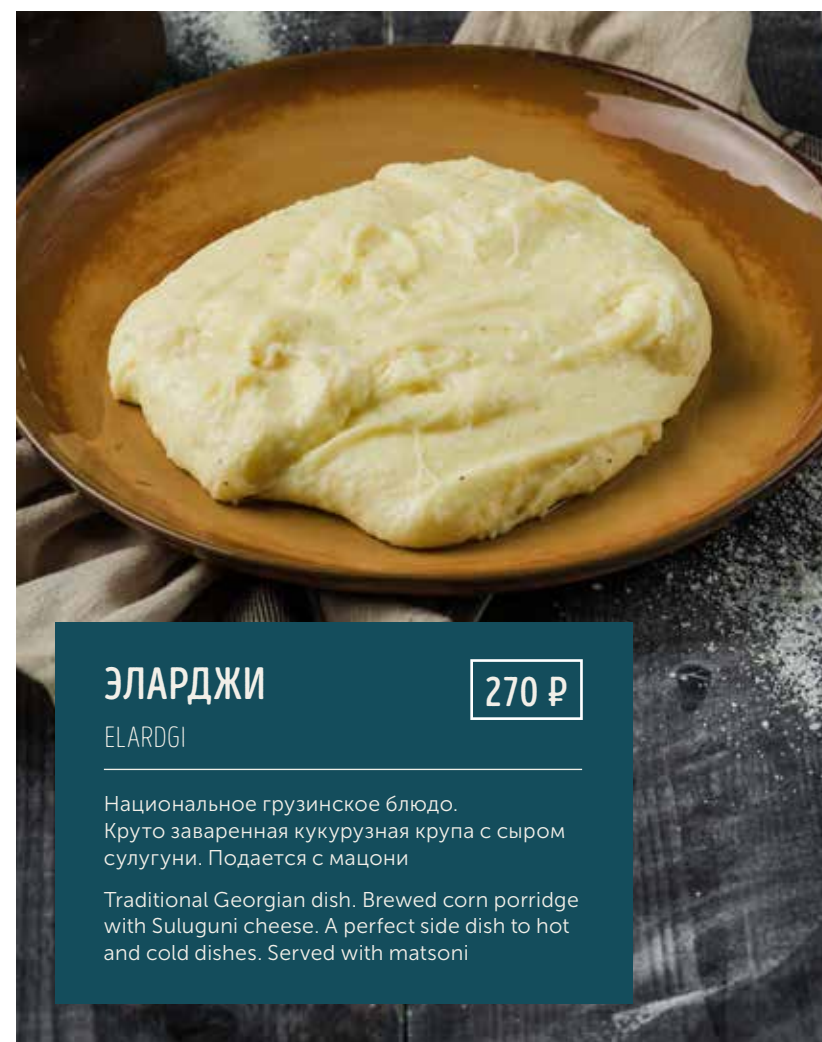 ЭЛАРДЖИ
270 ₽
ELARDGI
Национальное грузинское блюдо.
Круто заваренная кукурузная крупа с сыром
сулугуни. Подается с мацони
Traditional Georgian dish. Brewed corn porridge
with Suluguni cheese. A perfect side dish to hot
and cold dishes. Served with matsoni